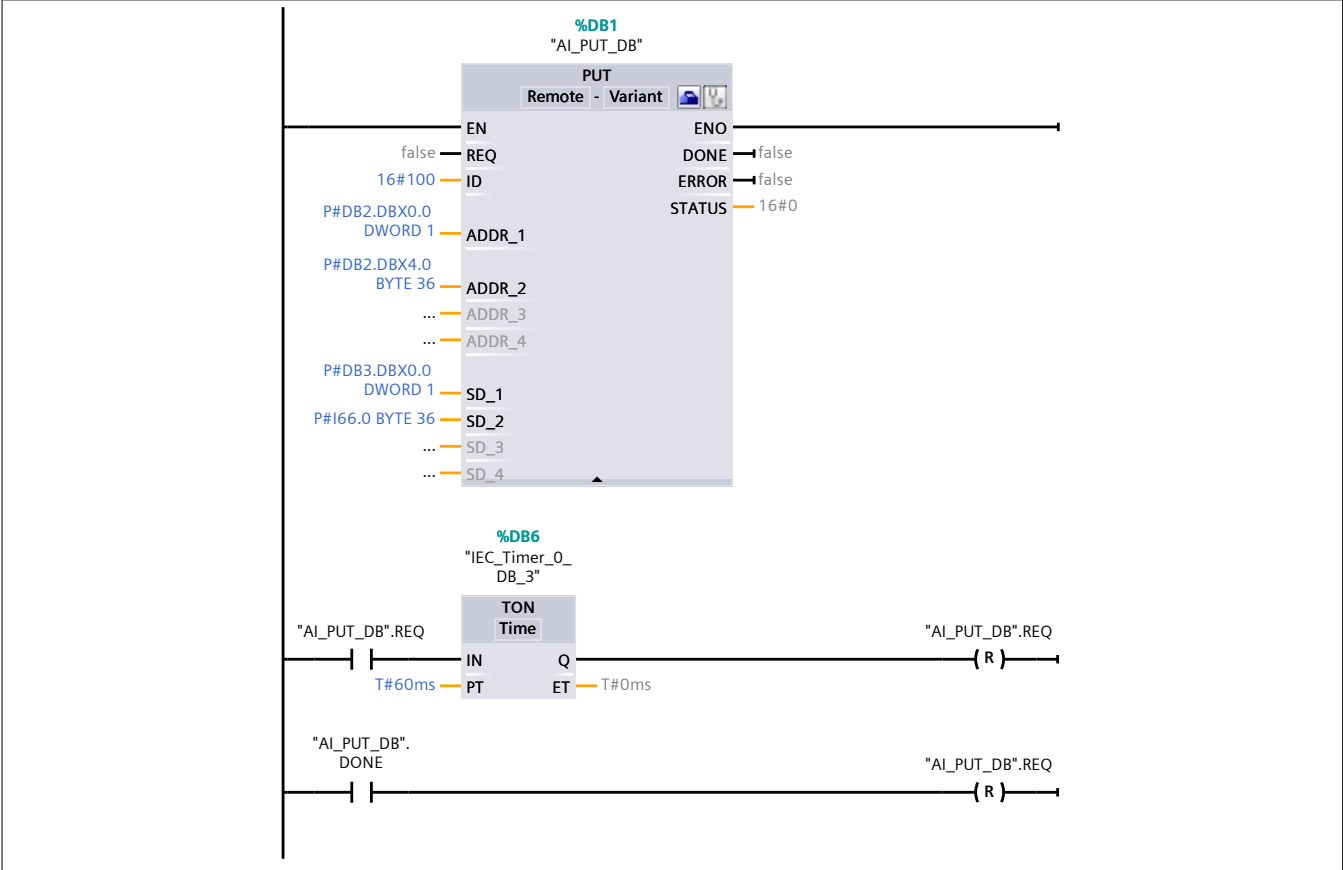 %DB1
"AI_PUT_DB"
PUT
Remote - Variant
EN ENO
false REQ DONE false
16#100 ID ERROR false
STATUS 16#0
P#DB2.DBX0.0
DWORD 1 ADDR_1
P#DB2.DBX4.0
BYTE 36 ADDR_2
... ADDR_3
... ADDR_4
P#DB3.DBX0.0
DWORD 1 SD_1
P#I66.0 BYTE 36 SD_2
... SD_3
... SD_4
%DB6
"IEC_Timer_0_
DB_3"
TON
Time
"AI_PUT_DB".REQ "AI_PUT_DB".REQ
IN Q R
T#60ms PT ET T#0ms
"AI_PUT_DB".
DONE "AI_PUT_DB".REQ
R